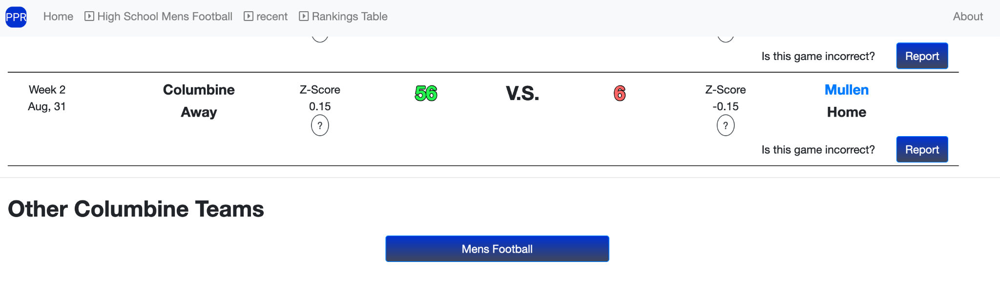 PPR Home High School Mens Football recent Rankings Table About
Is this game incorrect? Report
Week 2 Columbine Z-Score 56 V.S. 6 Z-Score Mullen
Aug, 31 Away 0.15 -0.15 Home
? ?
Is this game incorrect? Report
Other Columbine Teams
Mens Football